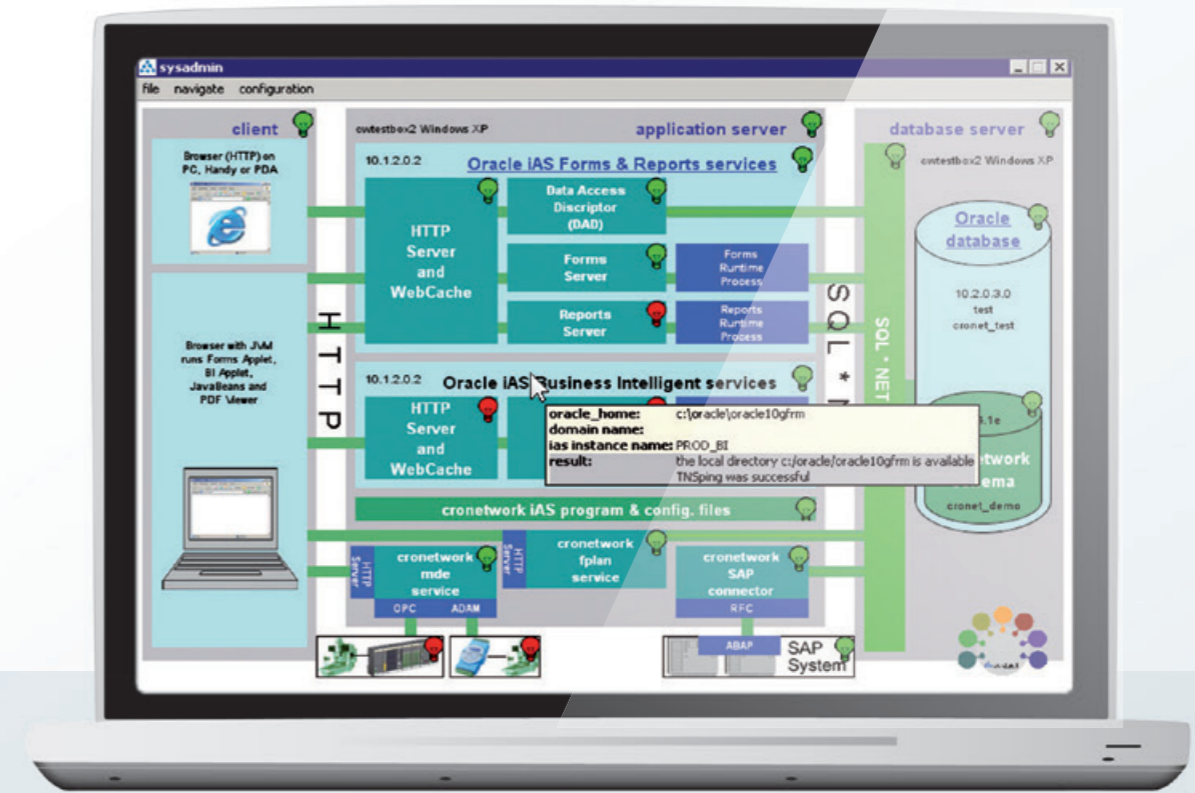 sysadmin
file navigate configuration
client
Browser (HTTP) on
PC, Handy or PDA
Browser with JVM
runs Forms Applet,
BI Applet,
JavaBeans and
PDF Viewer
HTTP
cwtestbox2 Windows XP
application server
10.1.2.0.2
Oracle iAS Forms & Reports services
HTTP
Server
and
WebCache
Data Access
Discriptor
(DAD)
Forms
Server
Forms
Runtime
Process
Reports
Server
Reports
Runtime
Process
10.1.2.0.2
Oracle iAS Business Intelligent services
HTTP
Server
and
WebCache
oracle_home: c:\oracle\oracle10gfrm
domain name:
ias instance name: PROD_BI
result: the local directory c:/oracle/oracle10gfrm is available
TNSping was successful
cronetwork iAS program & config. files
HTTP
Server
cronetwork
mde
service
OPC ADAM
HTTP
Server
cronetwork
fplan
service
cronetwork
SAP
connector
RFC
ABAP
SAP
System
SQL * N
SQL * NET
database server
cwtestbox2 Windows XP
Oracle
database
10.2.0.3.0
test
cronet_test
.1e
twork
ema
cronet_demo